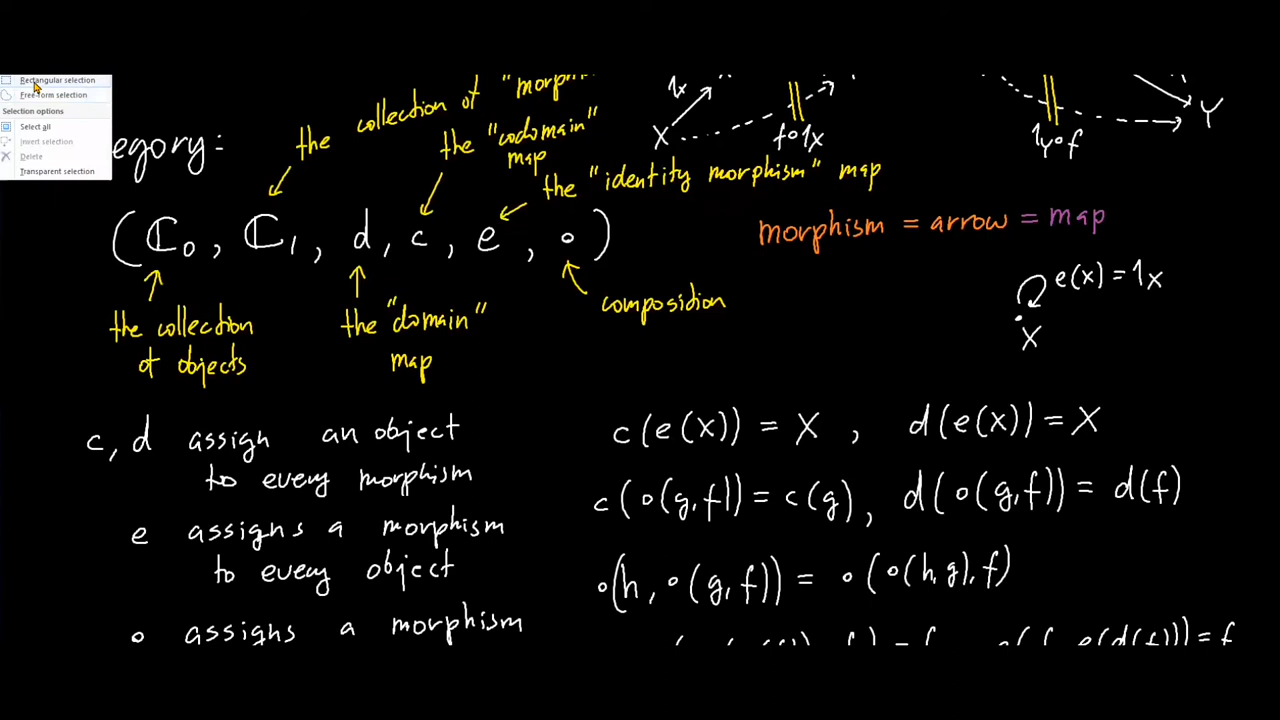 Rectangular selection
Free-form selection
Selection options
Select all
Invert selection
Delete
Transparent selection
egory:
the collection of "morphi
the "codomain"
map
the "identity morphism" map
(ℂ₀, ℂ₁, d, c, e, ∘)
the collection
of objects
the "domain"
map
composition
1x
X
f∘1x
Y
1y∘f
morphism = arrow = map
e(x) = 1x
X
c, d assign an object
to every morphism
e assigns a morphism
to every object
∘ assigns a morphism
c(e(x)) = X , d(e(x)) = X
c(∘(g,f)) = c(g), d(∘(g,f)) = d(f)
∘(h, ∘(g,f)) = ∘(∘(h,g), f)
e(d(f))) = f